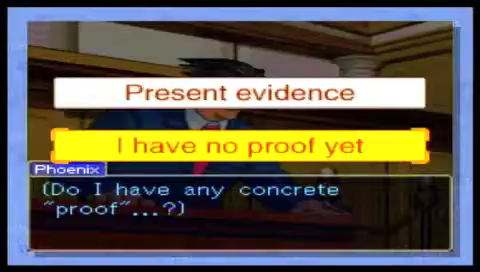 Present evidence
I have no proof yet
Phoenix
(Do I have any concrete
"proof"...?)